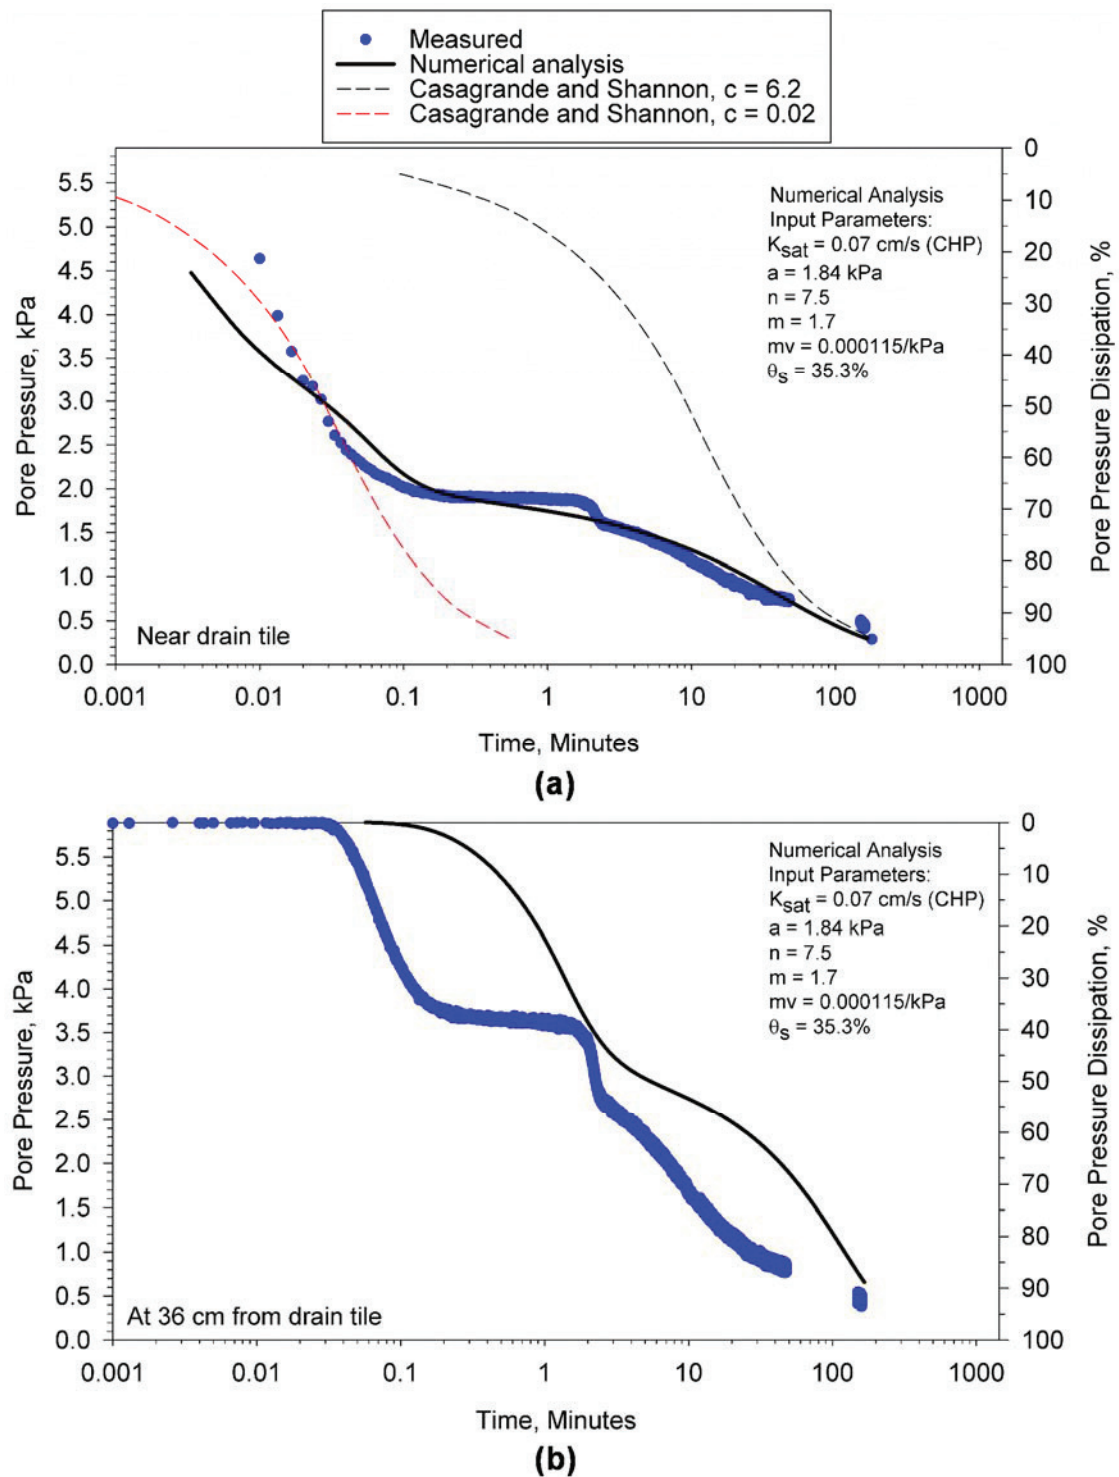 Measured
Numerical analysis
Casagrande and Shannon, c = 6.2
Casagrande and Shannon, c = 0.02
5.5
5.0
4.5
4.0
3.5
3.0
2.5
2.0
1.5
1.0
0.5
0.0
Pore Pressure, kPa
0
10
20
30
40
50
60
70
80
90
100
Pore Pressure Dissipation, %
Numerical Analysis
Input Parameters:
Ksat = 0.07 cm/s (CHP)
a = 1.84 kPa
n = 7.5
m = 1.7
mv = 0.000115/kPa
θs = 35.3%
Near drain tile
0.001 0.01 0.1 1 10 100 1000
Time, Minutes
(a)
5.5
5.0
4.5
4.0
3.5
3.0
2.5
2.0
1.5
1.0
0.5
0.0
Pore Pressure, kPa
0
10
20
30
40
50
60
70
80
90
100
Pore Pressure Dissipation, %
Numerical Analysis
Input Parameters:
Ksat = 0.07 cm/s (CHP)
a = 1.84 kPa
n = 7.5
m = 1.7
mv = 0.000115/kPa
θs = 35.3%
At 36 cm from drain tile
0.001 0.01 0.1 1 10 100 1000
Time, Minutes
(b)